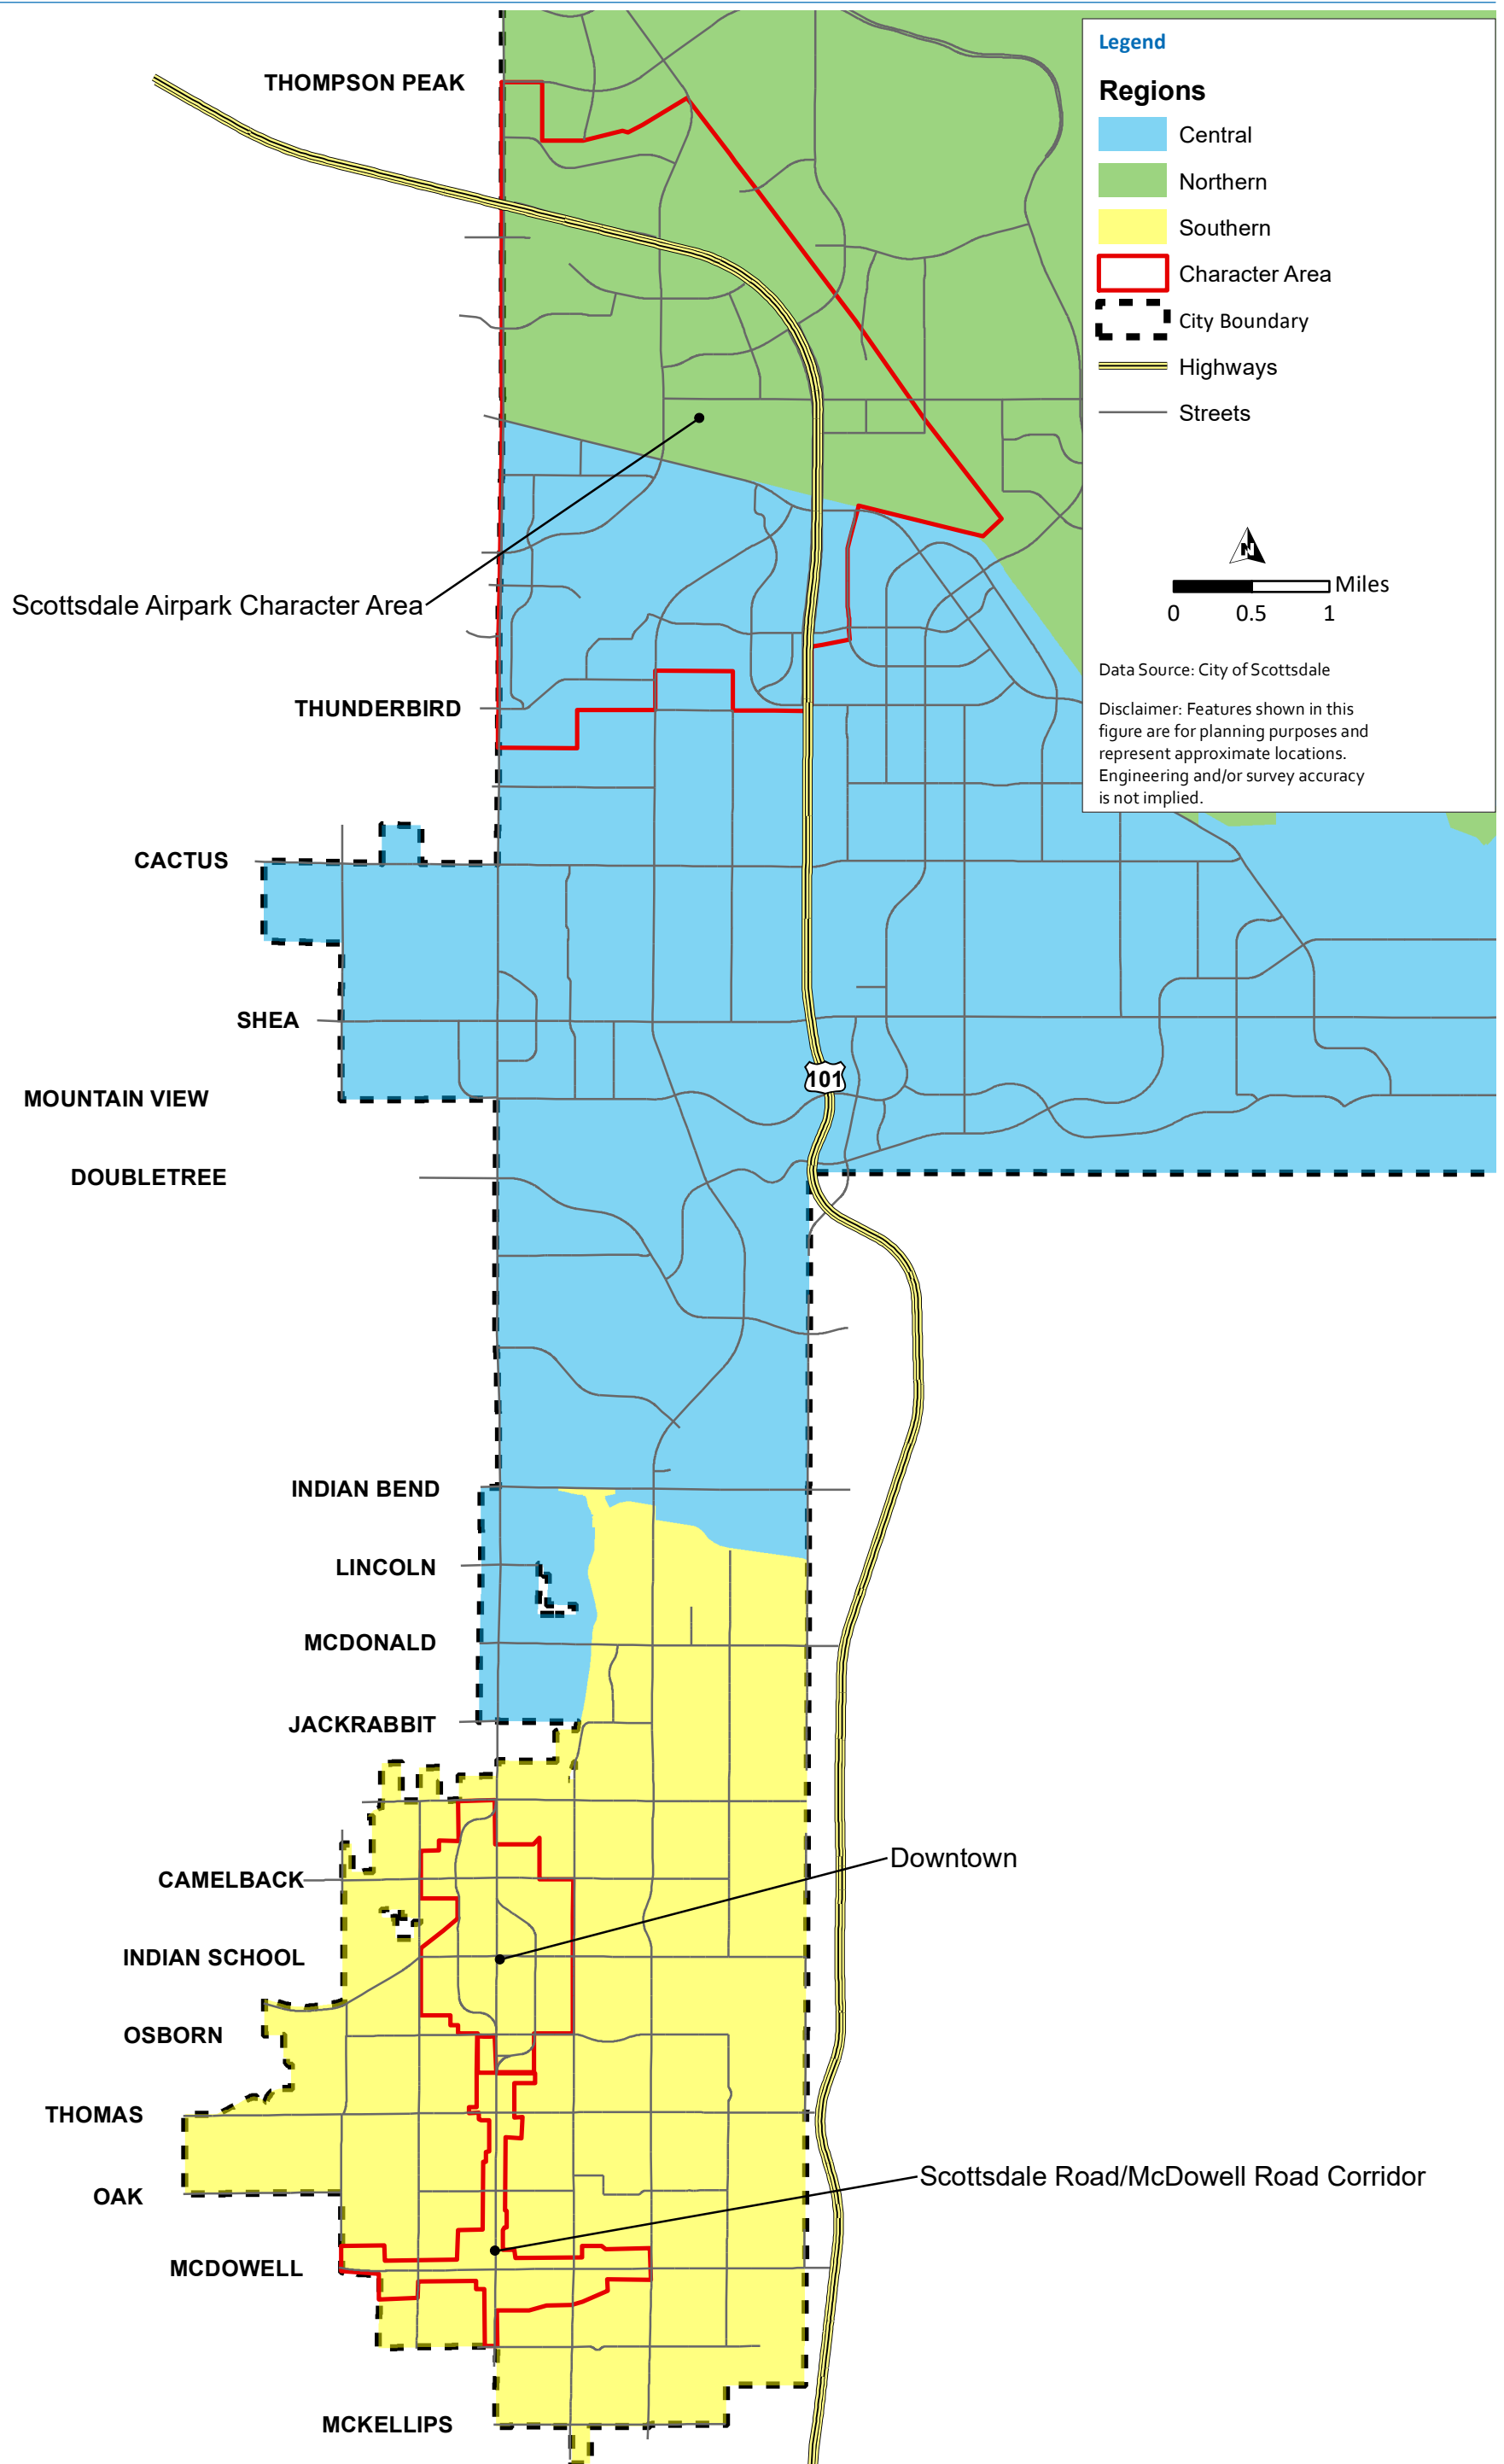 Legend
Regions
Central
Northern
Southern
Character Area
City Boundary
Highways
Streets
N
Miles
0 0.5 1
Data Source: City of Scottsdale
Disclaimer: Features shown in this
figure are for planning purposes and
represent approximate locations.
Engineering and/or survey accuracy
is not implied.
THOMPSON PEAK
Scottsdale Airpark Character Area
THUNDERBIRD
CACTUS
SHEA
101
MOUNTAIN VIEW
DOUBLETREE
INDIAN BEND
LINCOLN
MCDONALD
JACKRABBIT
Downtown
CAMELBACK
INDIAN SCHOOL
OSBORN
THOMAS
Scottsdale Road/McDowell Road Corridor
OAK
MCDOWELL
MCKELLIPS